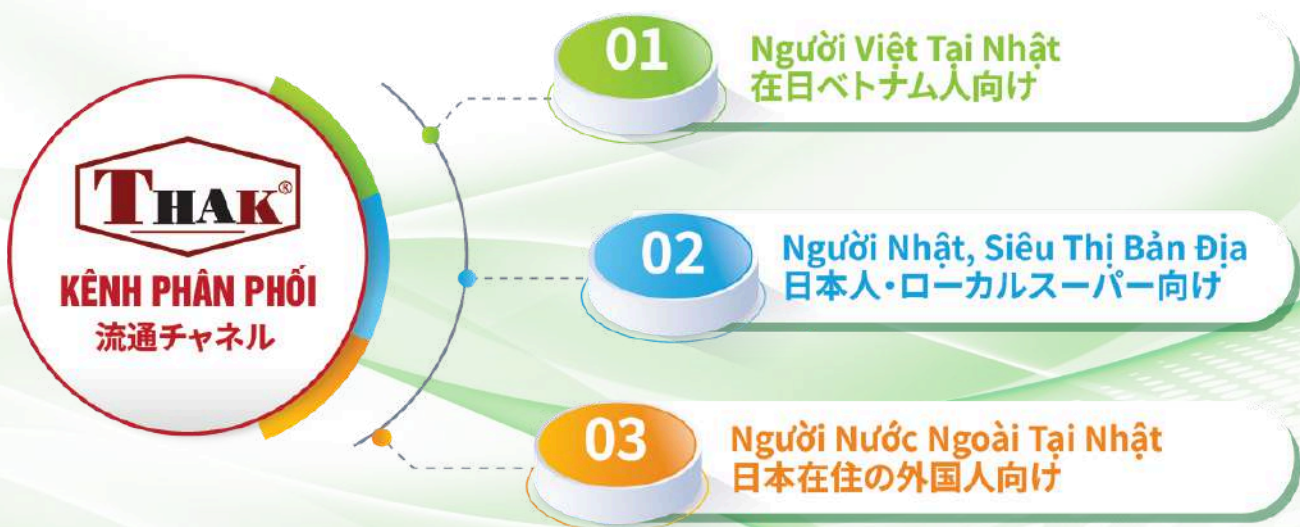 THAK®
KÊNH PHÂN PHỐI
流通チャネル
01
Người Việt Tại Nhật
在日ベトナム人向け
02
Người Nhật, Siêu Thị Bản Địa
日本人・ローカルスーパー向け
03
Người Nước Ngoài Tại Nhật
日本在住の外国人向け